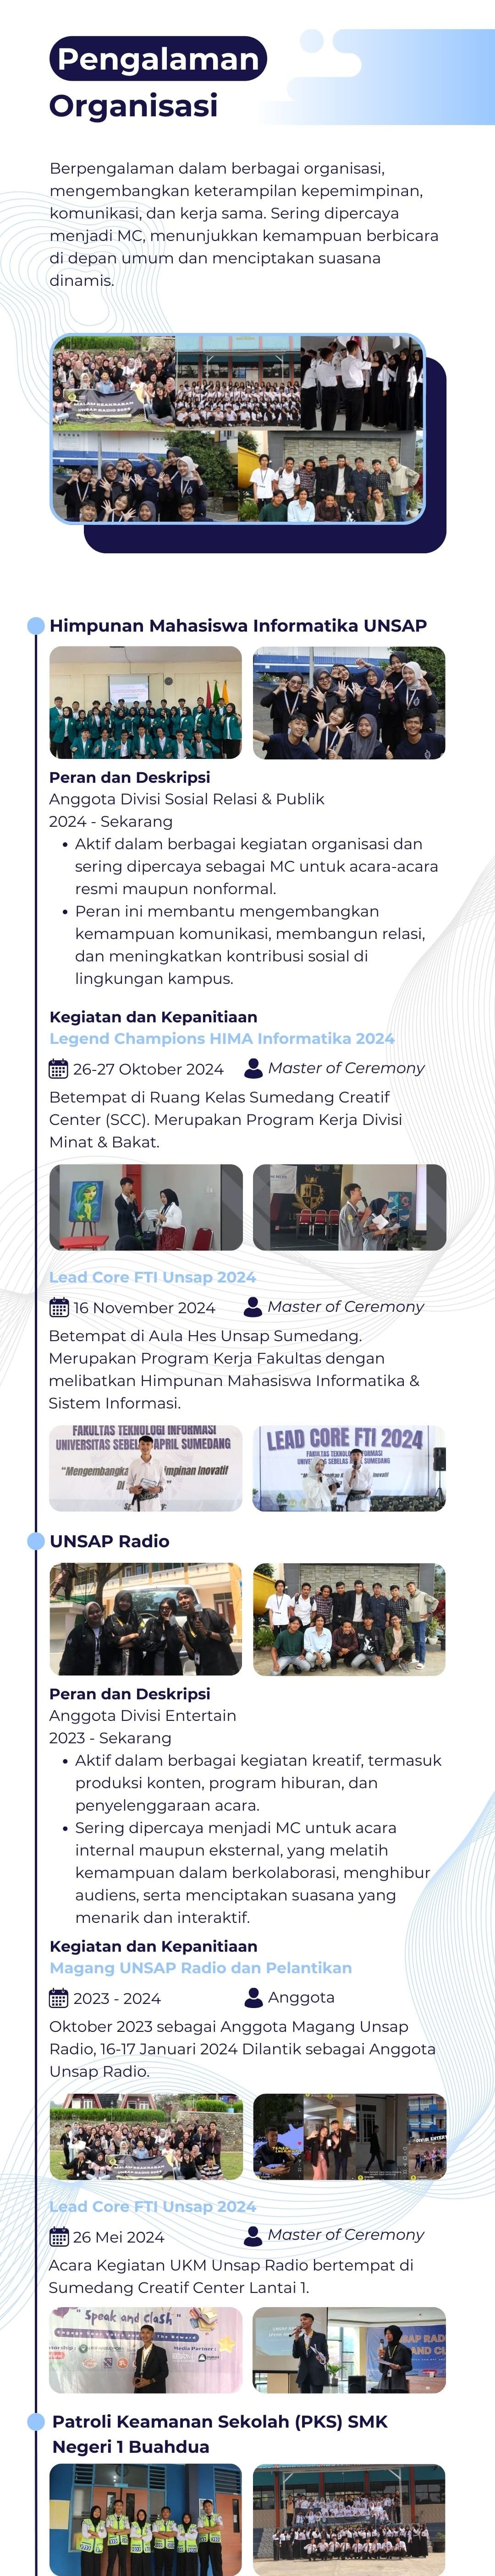 Pengalaman
Organisasi
Berpengalaman dalam berbagai organisasi,
mengembangkan keterampilan kepemimpinan,
komunikasi, dan kerja sama. Sering dipercaya
menjadi MC, menunjukkan kemampuan berbicara
di depan umum dan menciptakan suasana
dinamis.
Himpunan Mahasiswa Informatika UNSAP
Peran dan Deskripsi
Anggota Divisi Sosial Relasi & Publik
2024 - Sekarang
• Aktif dalam berbagai kegiatan organisasi dan
sering dipercaya sebagai MC untuk acara-acara
resmi maupun nonformal.
• Peran ini membantu mengembangkan
kemampuan komunikasi, membangun relasi,
dan meningkatkan kontribusi sosial di
lingkungan kampus.
Kegiatan dan Kepanitiaan
Legend Champions HIMA Informatika 2024
26-27 Oktober 2024 Master of Ceremony
Betempat di Ruang Kelas Sumedang Creatif
Center (SCC). Merupakan Program Kerja Divisi
Minat & Bakat.
Lead Core FTI Unsap 2024
16 November 2024 Master of Ceremony
Betempat di Aula Hes Unsap Sumedang.
Merupakan Program Kerja Fakultas dengan
melibatkan Himpunan Mahasiswa Informatika &
Sistem Informasi.
FAKULTAS TEKNOLOGI INFORMASI
LEAD CORE FTI 2024
UNSAP Radio
Peran dan Deskripsi
Anggota Divisi Entertain
2023 - Sekarang
• Aktif dalam berbagai kegiatan kreatif, termasuk
produksi konten, program hiburan, dan
penyelenggaraan acara.
• Sering dipercaya menjadi MC untuk acara
internal maupun eksternal, yang melatih
kemampuan dalam berkolaborasi, menghibur
audiens, serta menciptakan suasana yang
menarik dan interaktif.
Kegiatan dan Kepanitiaan
Magang UNSAP Radio dan Pelantikan
2023 - 2024 Anggota
Oktober 2023 sebagai Anggota Magang Unsap
Radio, 16-17 Januari 2024 Dilantik sebagai Anggota
Unsap Radio.
Lead Core FTI Unsap 2024
26 Mei 2024 Master of Ceremony
Acara Kegiatan UKM Unsap Radio bertempat di
Sumedang Creatif Center Lantai 1.
"Speak and Clash"
Media Partner :
Patroli Keamanan Sekolah (PKS) SMK
Negeri 1 Buahdua